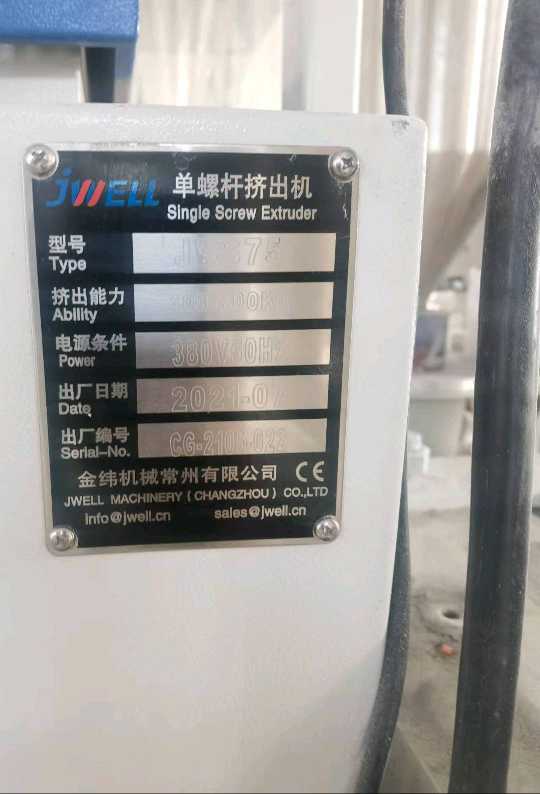 JWELL 单螺杆挤出机
Single Screw Extruder
型号
Type
挤出能力
Ability
电源条件 380V
Power
出厂日期 2021-07
Date
出厂编号
Serial-No.
金纬机械常州有限公司 CE
JWELL MACHINERY (CHANGZHOU) CO.,LTD
info@jwell.cn sales@jwell.cn